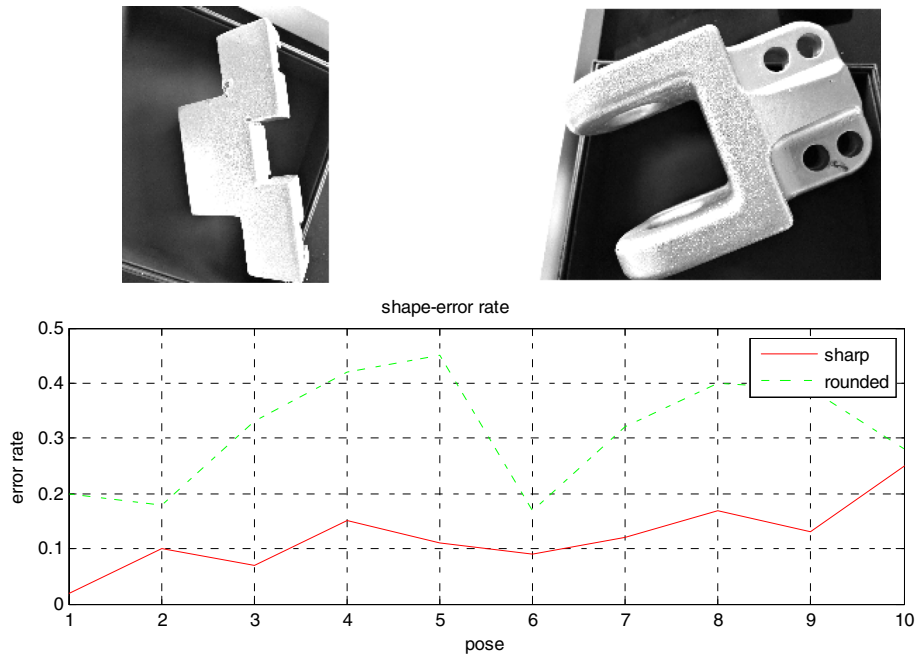 shape-error rate
0.5
0.4
0.3
0.2
0.1
0
error rate
sharp
rounded
1 2 3 4 5 6 7 8 9 10
pose